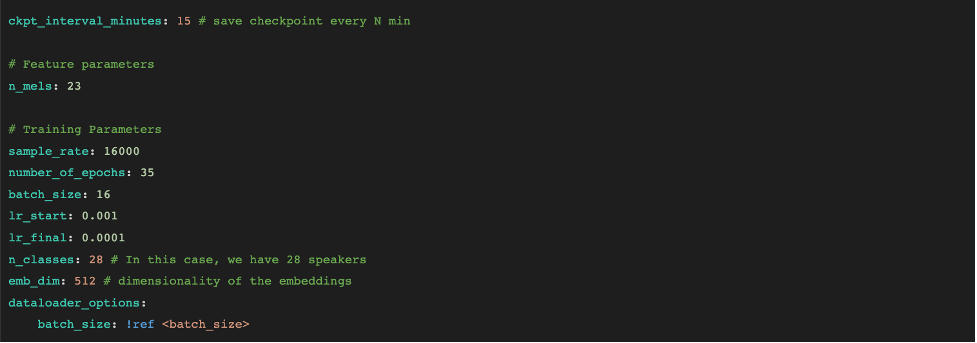 ckpt_interval_minutes: 15 # save checkpoint every N min
# Feature parameters
n_mels: 23
# Training Parameters
sample_rate: 16000
number_of_epochs: 35
batch_size: 16
lr_start: 0.001
lr_final: 0.0001
n_classes: 28 # In this case, we have 28 speakers
emb_dim: 512 # dimensionality of the embeddings
dataloader_options:
    batch_size: !ref <batch_size>